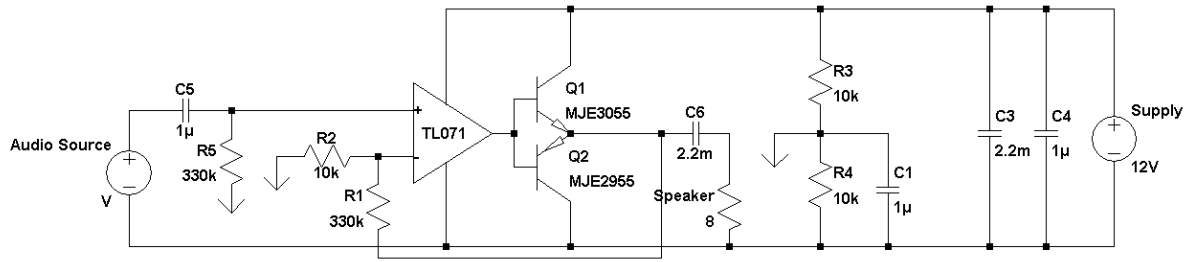 Audio Source
V
C5
1µ
R5
330k
R2
10k
R1
330k
+
-
TL071
Q1
MJE3055
Q2
MJE2955
C6
2.2m
Speaker
8
R3
10k
R4
10k
C1
1µ
C3
2.2m
C4
1µ
Supply
12V